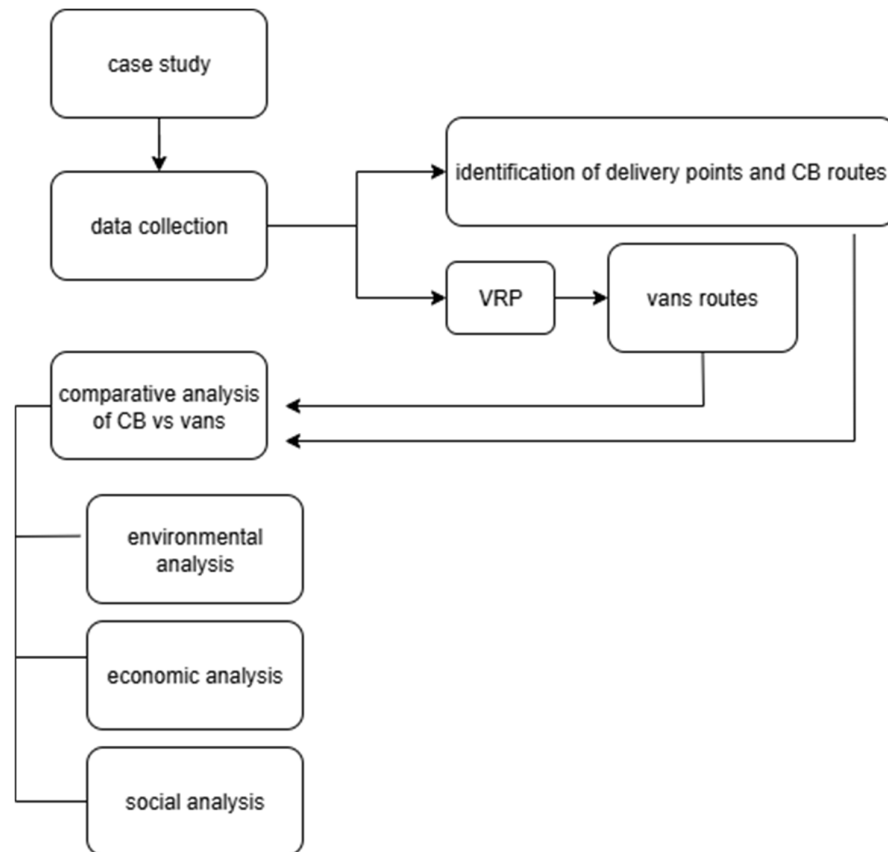 case study
data collection
identification of delivery points and CB routes
VRP
vans routes
comparative analysis
of CB vs vans
environmental
analysis
economic analysis
social analysis